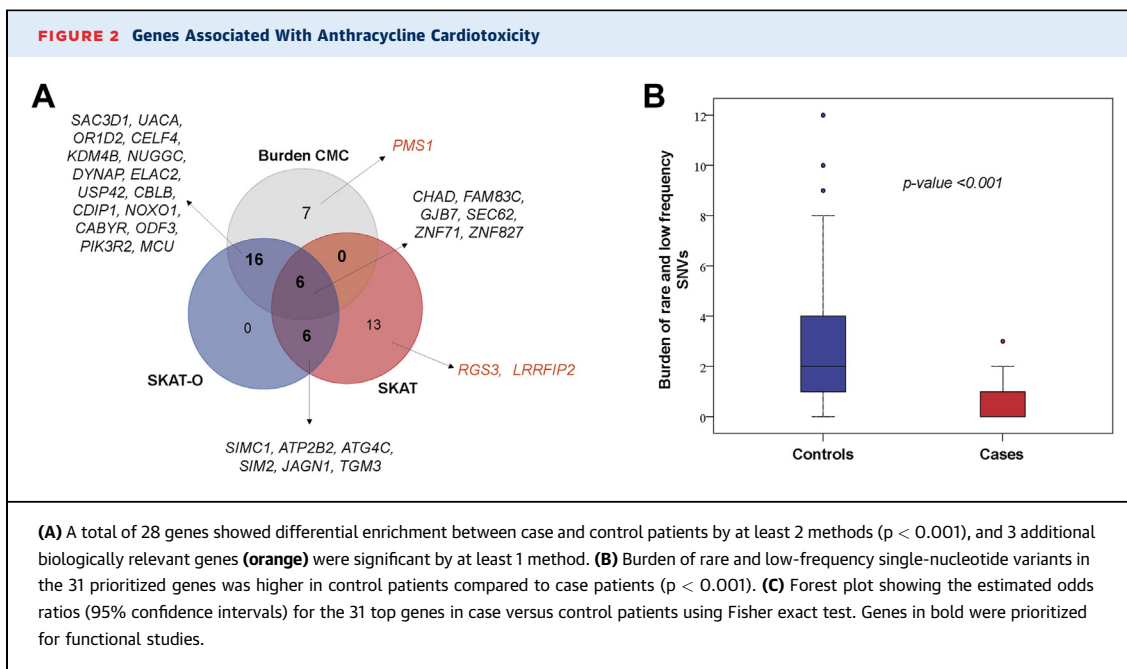 FIGURE 2 Genes Associated With Anthracycline Cardiotoxicity
A
SAC3D1, UACA,
OR1D2, CELF4,
KDM4B, NUGGC,
DYNAP, ELAC2,
USP42, CBLB,
CDIP1, NOXO1,
CABYR, ODF3,
PIK3R2, MCU
Burden CMC
PMS1
7
CHAD, FAM83C,
GJB7, SEC62,
ZNF71, ZNF827
16
0
6
0
6
13
SKAT-O
SKAT
RGS3, LRRFIP2
SIMC1, ATP2B2, ATG4C,
SIM2, JAGN1, TGM3
B
Burden of rare and low frequency
SNVs
12
10
8
6
4
2
0
p-value <0.001
Controls
Cases
(A) A total of 28 genes showed differential enrichment between case and control patients by at least 2 methods (p < 0.001), and 3 additional
biologically relevant genes (orange) were significant by at least 1 method. (B) Burden of rare and low-frequency single-nucleotide variants in
the 31 prioritized genes was higher in control patients compared to case patients (p < 0.001). (C) Forest plot showing the estimated odds
ratios (95% confidence intervals) for the 31 top genes in case versus control patients using Fisher exact test. Genes in bold were prioritized
for functional studies.